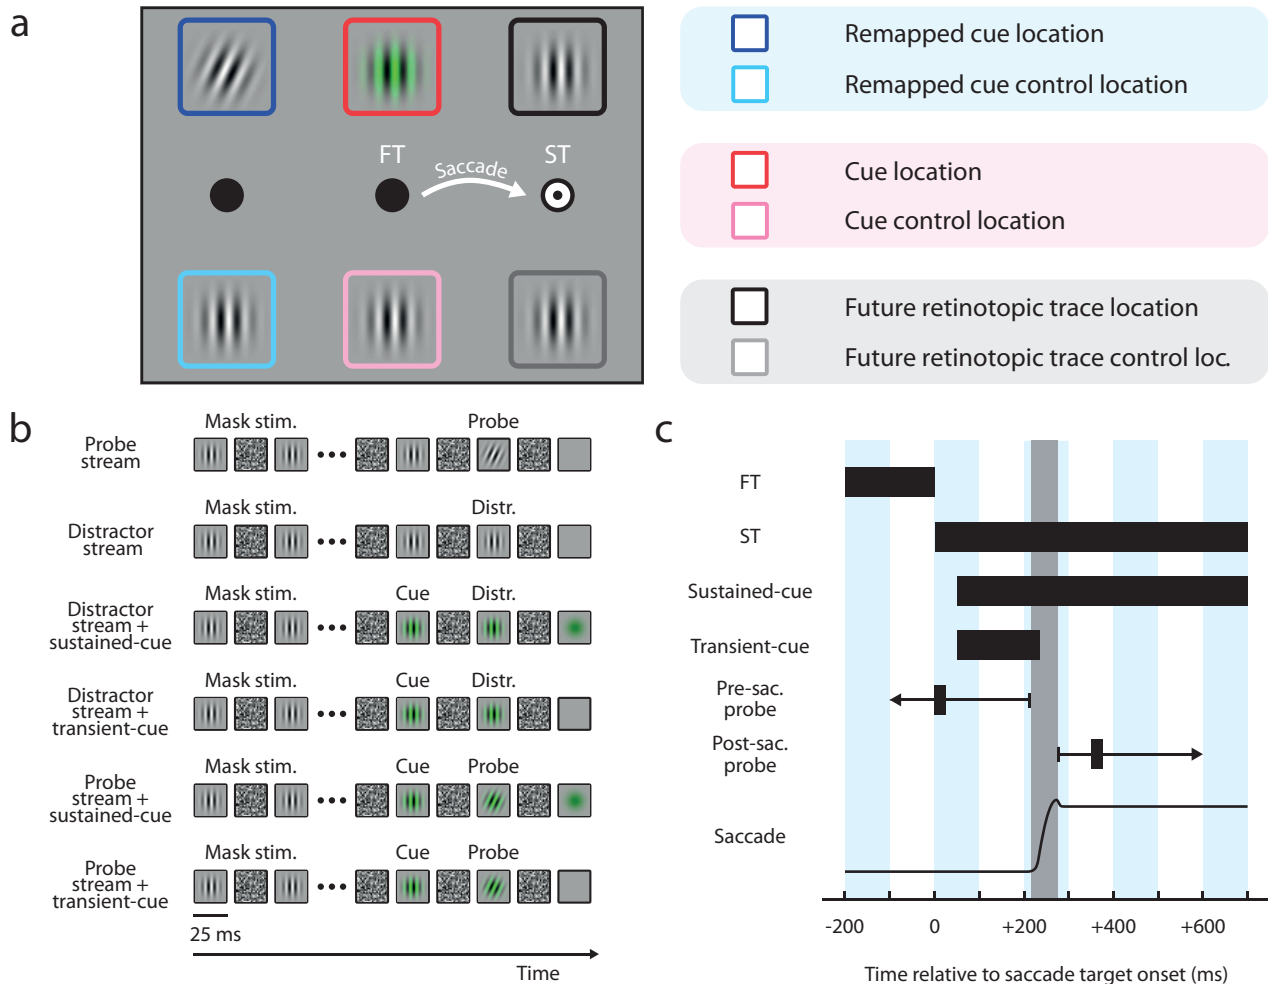 a
FT
ST
Saccade
Remapped cue location
Remapped cue control location
Cue location
Cue control location
Future retinotopic trace location
Future retinotopic trace control loc.
b
Mask stim.
Probe
Probe
stream
Mask stim.
Distr.
Distractor
stream
Mask stim.
Cue
Distr.
Distractor
stream +
sustained-cue
Mask stim.
Cue
Distr.
Distractor
stream +
transient-cue
Mask stim.
Cue
Probe
Probe
stream +
sustained-cue
Mask stim.
Cue
Probe
Probe
stream +
transient-cue
25 ms
Time
c
FT
ST
Sustained-cue
Transient-cue
Pre-sac.
probe
Post-sac.
probe
Saccade
-200
0
+200
+400
+600
Time relative to saccade target onset (ms)